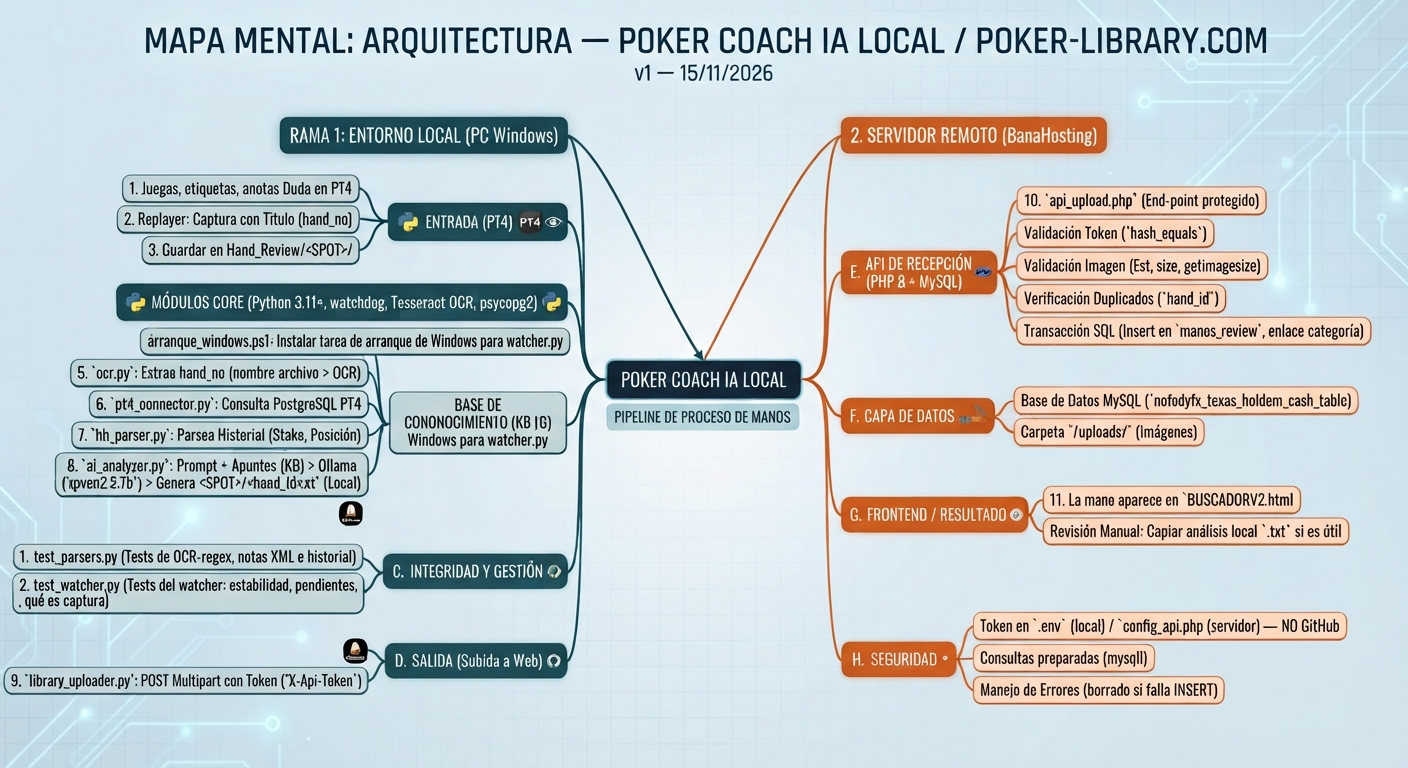 MAPA MENTAL: ARQUITECTURA — POKER COACH IA LOCAL / POKER-LIBRARY.COM
v1 — 15/11/2026
RAMA 1: ENTORNO LOCAL (PC Windows)
1. Juegas, etiquetas, anotas Duda en PT4
2. Replayer: Captura con Título (hand_no)
3. Guardar en Hand_Review/<SPOT>/
ENTRADA (PT4)
PT4
MÓDULOS CORE (Python 3.11+, watchdog, Tesseraot OCR, psycopg2)
arranque_windows.ps1: Instalar tarea de arranque de Windows para watcher.py
5. `ocr.py`: Extrae hand_no (nombre archivo > OCR)
6. `pt4_oonnector.py`: Consulta PostgreSQL PT4
7. `hh_parser.py`: Parsea Histerial (Stake, Posición)
8. `ai_analyzer.py`: Prompt + Apuntes (KB) > Ollama
> Genera (Local)
BASE DE
CONONOCIMIENTO (KB
Windows para watcher.py
1. test_parsers.py (Tests de OCR-regex, notas XML e historial)
2. test_watcher.py (Tests del watcher: estabilidad, pendientes,
, qué es captura)
C. INTEGRIDAD Y GESTIÓN
D. SALIDA (Subida a Web)
9. `library_uploader.py`: POST Multipart con Token ("X-Api-Token`)
POKER COACH IA LOCAL
PIPELINE DE PROCESO DE MANOS
2. SERVIDOR REMOTO (BanaHosting)
E. API DE RECEPCIÓN
(PHP 8 + MySQL)
10. `api_upload.php" (End-point protegido)
Validación Token ("hash_equals`)
Validación Imagen (Est, size, getimagesize)
Verificación Duplicados ("hand_id")
Transacción SQL (Insert en `manos_review`, enlace categoría)
F. CAPA DE DATOS
Base de Datos MySQL (`nofodyfx_texas_holdem_cash_table)
Carpeta "/uploads/" (Imágenes)
G. FRONTEND / RESULTADO
11. La mano aparece en `BUSCADORV2.html
Revisión Manual: Capiar análisis local `.txt` si es útil
H. SEGURIDAD
Token en `.env` (local) / `config_api.php (servidor) — NO GitHub
Consultas preparadas (mysqlI)
Manejo de Errores (borrado si falla INSERT)